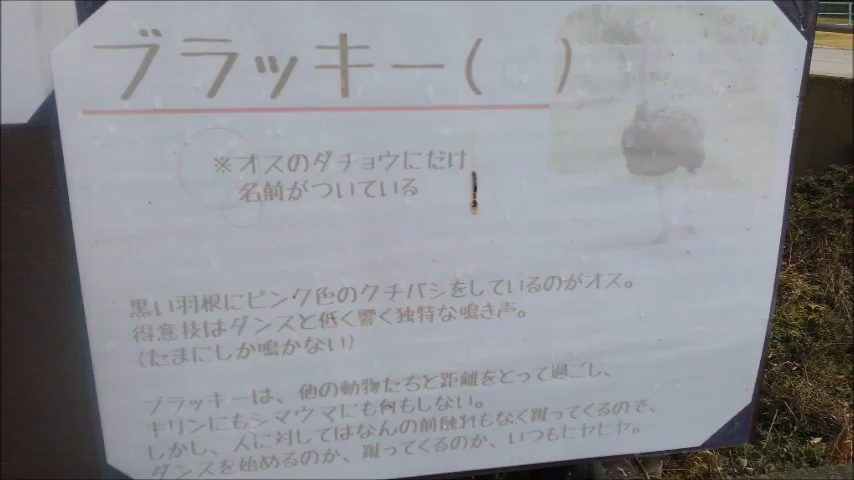 ブラッキー( )
※オスのダチョウにだけ
名前がついている
黒い羽根にピンク色のクチバシをしているのがオス。
得意技はダンスと低く響く独特な鳴き声。
(たまにしか鳴かない)
ブラッキーは、他の動物たちと距離をとって過ごし、
キリンにもシマウマにも何もしない。
しかし、人に対してはなんの前触れもなく蹴ってくるので、
ダンスを始めるのか、蹴ってくるのか、いつもヒヤヒヤ。